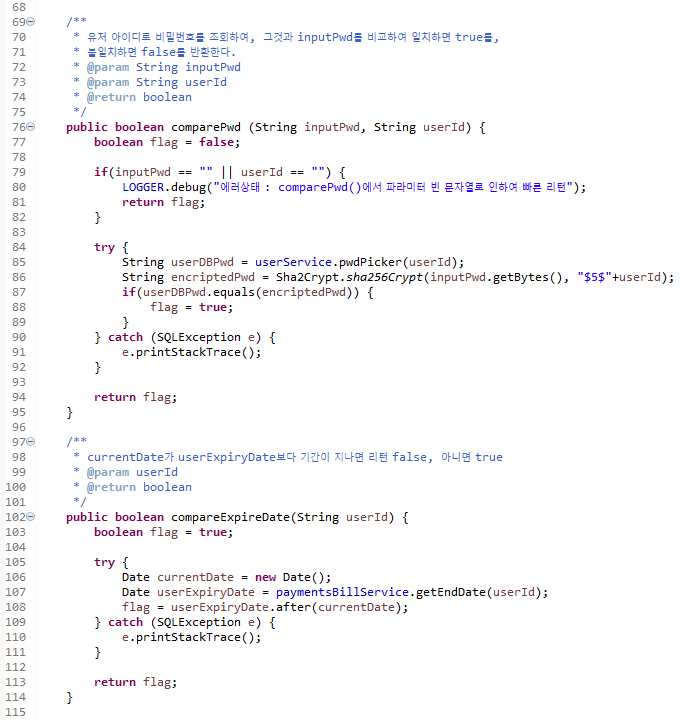 68
69 /**
70 * 유저 아이디로 비밀번호를 조회하여, 그것과 inputPwd를 비교하여 일치하면 true를,
71 * 불일치하면 false를 반환한다.
72 * @param String inputPwd
73 * @param String userId
74 * @return boolean
75 */
76 public boolean comparePwd (String inputPwd, String userId) {
77 boolean flag = false;
78
79 if(inputPwd == "" || userId == "") {
80 LOGGER.debug("에러상태 : comparePwd()에서 파라미터 빈 문자열로 인하여 빠른 리턴");
81 return flag;
82 }
83
84 try {
85 String userDBPwd = userService.pwdPicker(userId);
86 String encriptedPwd = Sha2Crypt.sha256Crypt(inputPwd.getBytes(), "$5$"+userId);
87 if(userDBPwd.equals(encriptedPwd)) {
88 flag = true;
89 }
90 } catch (SQLException e) {
91 e.printStackTrace();
92 }
93
94 return flag;
95 }
96
97 /**
98 * currentDate가 userExpiryDate보다 기간이 지나면 리턴 false, 아니면 true
99 * @param userId
100 * @return boolean
101 */
102 public boolean compareExpireDate(String userId) {
103 boolean flag = true;
104
105 try {
106 Date currentDate = new Date();
107 Date userExpiryDate = paymentsBillService.getEndDate(userId);
108 flag = userExpiryDate.after(currentDate);
109 } catch (SQLException e) {
110 e.printStackTrace();
111 }
112
113 return flag;
114 }
115